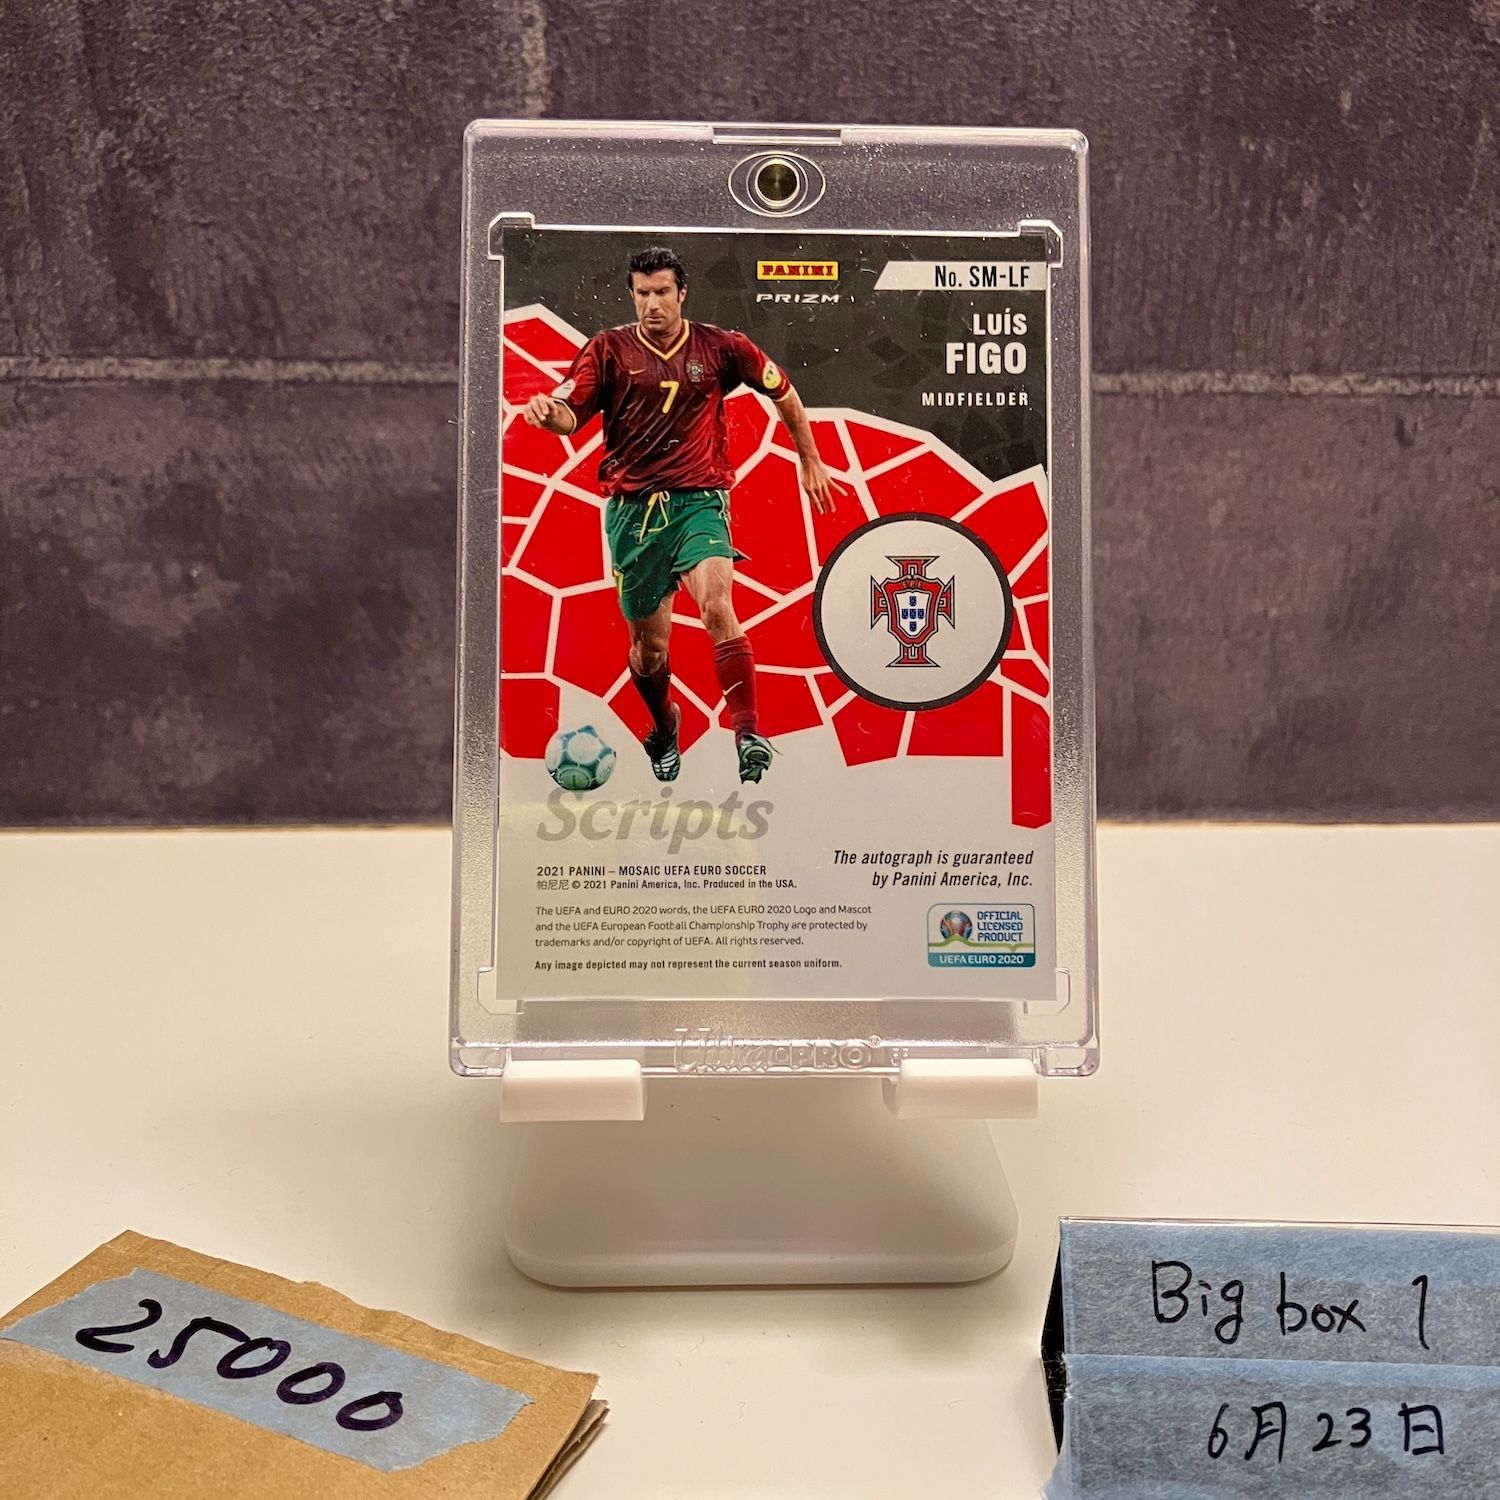 PANINI
PRIZM
No. SM-LF
LUÍS
FIGO
MIDFIELDER
7
Scripts
2021 PANINI – MOSAIC UEFA EURO SOCCER
帕尼尼 © 2021 Panini America, Inc. Produced in the USA.
The autograph is guaranteed
by Panini America, Inc.
The UEFA and EURO 2020 words, the UEFA EURO 2020 Logo and Mascot
and the UEFA European Football Championship Trophy are protected by
trademarks and/or copyright of UEFA. All rights reserved.
Any image depicted may not represent the current season uniform.
OFFICIAL
LICENSED
PRODUCT
UEFA EURO 2020
Ultra·PRO®
25000
Big box 1
6月23日